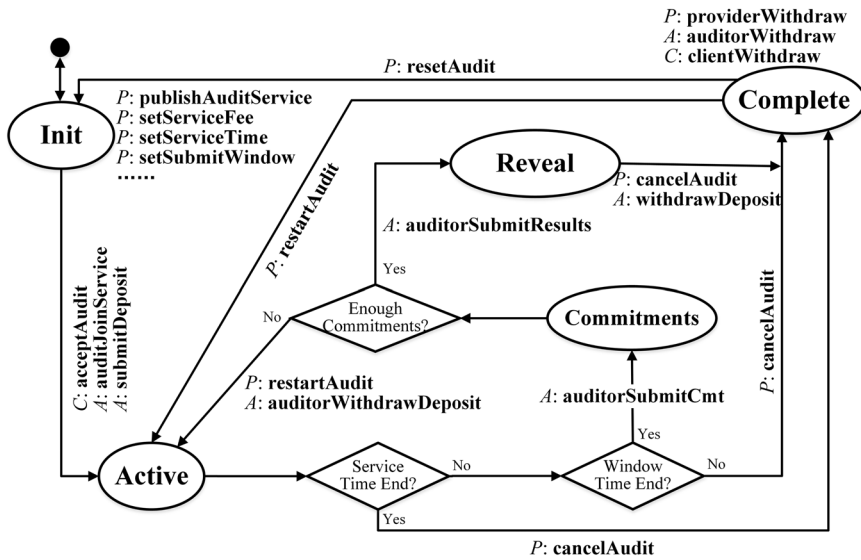 P: providerWithdraw
A: auditorWithdraw
C: clientWithdraw
P: resetAudit
Complete
Init
P: publishAuditService
P: setServiceFee
P: setServiceTime
P: setSubmitWindow
......
Reveal
P: cancelAudit
A: withdrawDeposit
P: restartAudit
A: auditorSubmitResults
Yes
No
Enough
Commitments?
Commitments
C: acceptAudit
A: auditJoinService
A: submitDeposit
P: restartAudit
A: auditorWithdrawDeposit
A: auditorSubmitCmt
P: cancelAudit
Yes
Active
Service
Time End?
No
Window
Time End?
No
Yes
P: cancelAudit